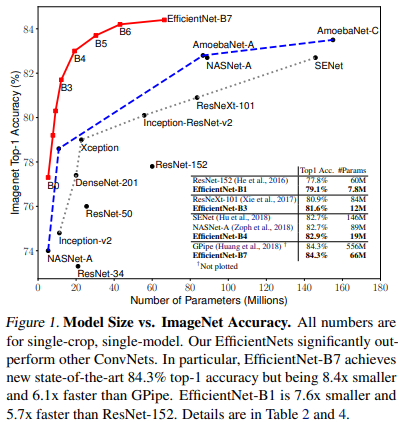 EfficientNet-B7
B6
B5
B4
AmoebaNet-A
AmoebaNet-C
NASNet-A
SENet
B3
ResNeXt-101
Inception-ResNet-v2
Xception
ResNet-152
B0
DenseNet-201
ResNet-50
Inception-v2
NASNet-A
ResNet-34
84
82
80
78
76
74
Imagenet Top-1 Accuracy (%)
0 20 40 60 80 100 120 140 160 180
Number of Parameters (Millions)
Top1 Acc. #Params
ResNet-152 (He et al., 2016) 77.8% 60M
EfficientNet-B1 79.1% 7.8M
ResNeXt-101 (Xie et al., 2017) 80.9% 84M
EfficientNet-B3 81.6% 12M
SENet (Hu et al., 2018) 82.7% 146M
NASNet-A (Zoph et al., 2018) 82.7% 89M
EfficientNet-B4 82.9% 19M
GPipe (Huang et al., 2018) † 84.3% 556M
EfficientNet-B7 84.3% 66M
†Not plotted
Figure 1. Model Size vs. ImageNet Accuracy. All numbers are
for single-crop, single-model. Our EfficientNets significantly out-
perform other ConvNets. In particular, EfficientNet-B7 achieves
new state-of-the-art 84.3% top-1 accuracy but being 8.4x smaller
and 6.1x faster than GPipe. EfficientNet-B1 is 7.6x smaller and
5.7x faster than ResNet-152. Details are in Table 2 and 4.